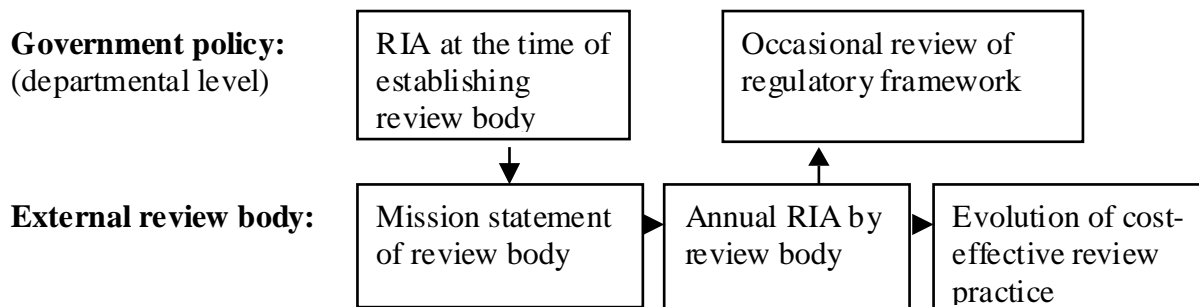 Government policy:
(departmental level)
RIA at the time of
establishing
review body
Occasional review of
regulatory framework
External review body:
Mission statement
of review body
Annual RIA by
review body
Evolution of cost-
effective review
practice